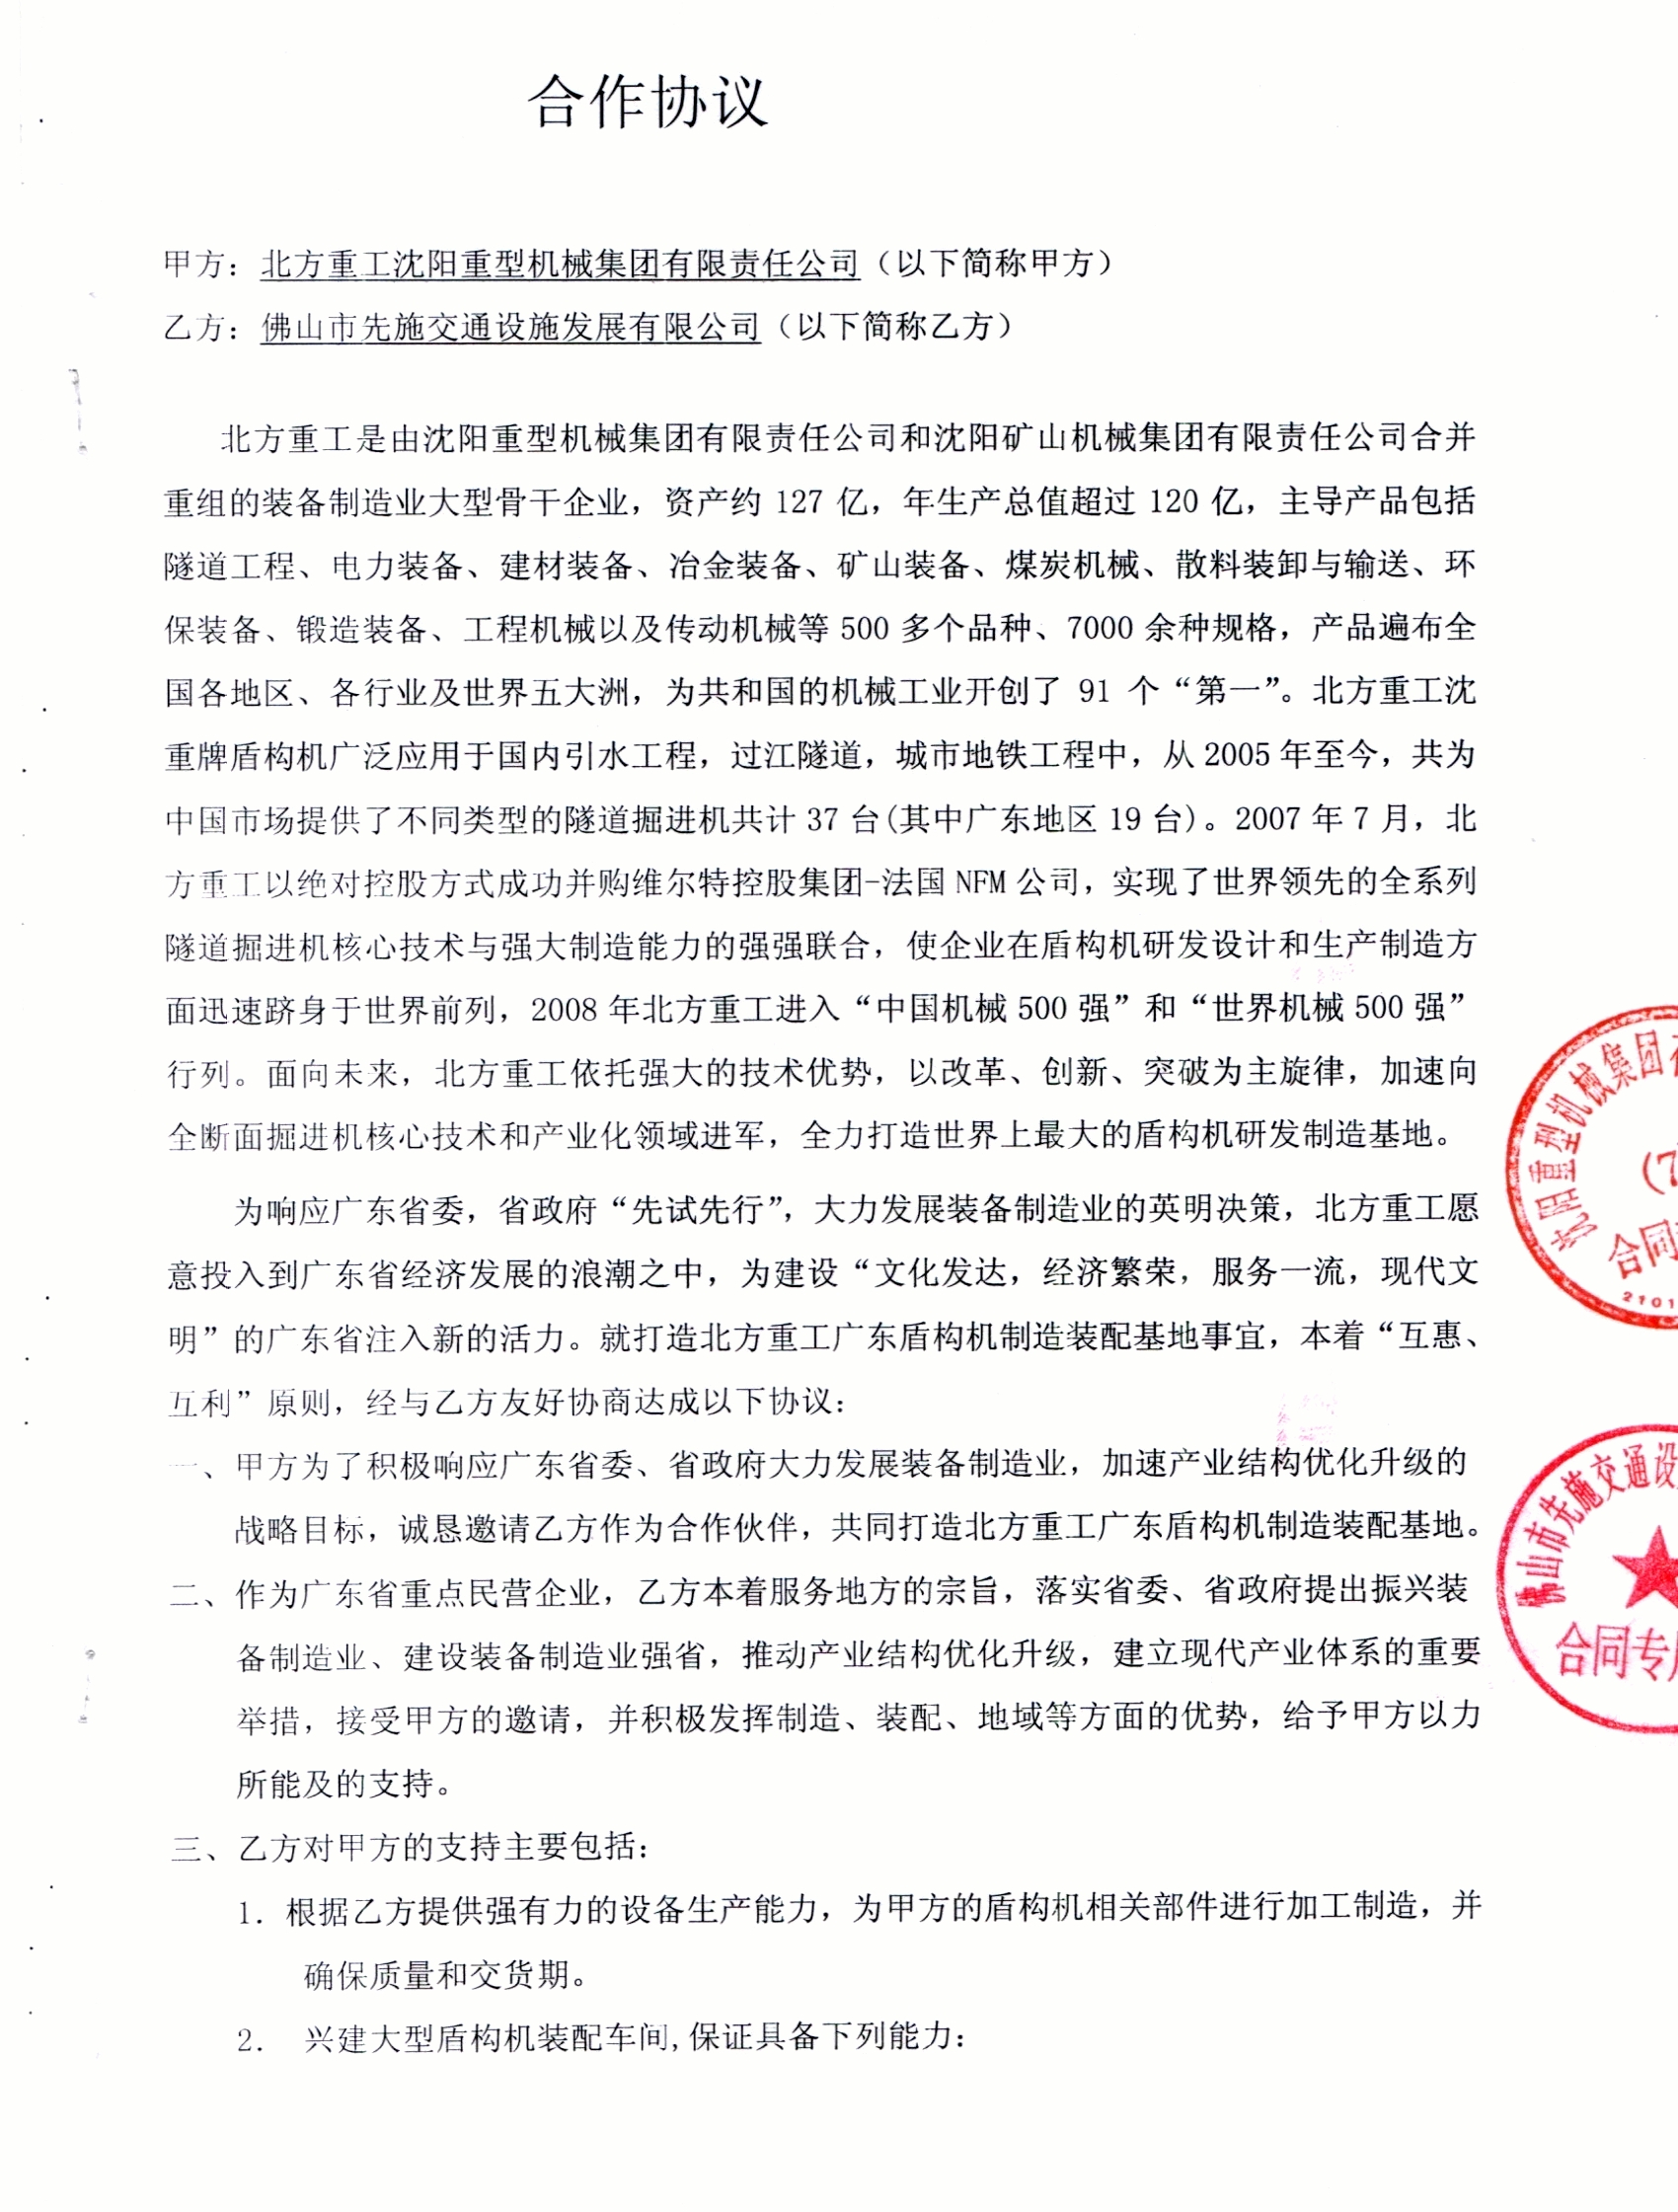 合作协议
甲方：北方重工沈阳重型机械集团有限责任公司（以下简称甲方）
乙方：佛山市先施交通设施发展有限公司（以下简称乙方）
北方重工是由沈阳重型机械集团有限责任公司和沈阳矿山机械集团有限责任公司合并
重组的装备制造业大型骨干企业，资产约 127 亿，年生产总值超过 120 亿，主导产品包括
隧道工程、电力装备、建材装备、冶金装备、矿山装备、煤炭机械、散料装卸与输送、环
保装备、锻造装备、工程机械以及传动机械等 500 多个品种、7000 余种规格，产品遍布全
国各地区、各行业及世界五大洲，为共和国的机械工业开创了 91 个“第一”。北方重工沈
重牌盾构机广泛应用于国内引水工程，过江隧道，城市地铁工程中，从 2005 年至今，共为
中国市场提供了不同类型的隧道掘进机共计 37 台(其中广东地区 19 台)。2007 年 7 月，北
方重工以绝对控股方式成功并购维尔特控股集团-法国 NFM 公司，实现了世界领先的全系列
隧道掘进机核心技术与强大制造能力的强强联合，使企业在盾构机研发设计和生产制造方
面迅速跻身于世界前列，2008 年北方重工进入“中国机械 500 强”和“世界机械 500 强”
行列。面向未来，北方重工依托强大的技术优势，以改革、创新、突破为主旋律，加速向
全断面掘进机核心技术和产业化领域进军，全力打造世界上最大的盾构机研发制造基地。
为响应广东省委，省政府“先试先行”，大力发展装备制造业的英明决策，北方重工愿
意投入到广东省经济发展的浪潮之中，为建设“文化发达，经济繁荣，服务一流，现代文
明”的广东省注入新的活力。就打造北方重工广东盾构机制造装配基地事宜，本着“互惠、
互利”原则，经与乙方友好协商达成以下协议：
一、甲方为了积极响应广东省委、省政府大力发展装备制造业，加速产业结构优化升级的
战略目标，诚恳邀请乙方作为合作伙伴，共同打造北方重工广东盾构机制造装配基地。
二、作为广东省重点民营企业，乙方本着服务地方的宗旨，落实省委、省政府提出振兴装
备制造业、建设装备制造业强省，推动产业结构优化升级，建立现代产业体系的重要
举措，接受甲方的邀请，并积极发挥制造、装配、地域等方面的优势，给予甲方以力
所能及的支持。
三、乙方对甲方的支持主要包括：
1. 根据乙方提供强有力的设备生产能力，为甲方的盾构机相关部件进行加工制造，并
确保质量和交货期。
2. 兴建大型盾构机装配车间,保证具备下列能力：
沈阳重型机械集团
(7
合同
2101
佛山市先施交通设
合同专